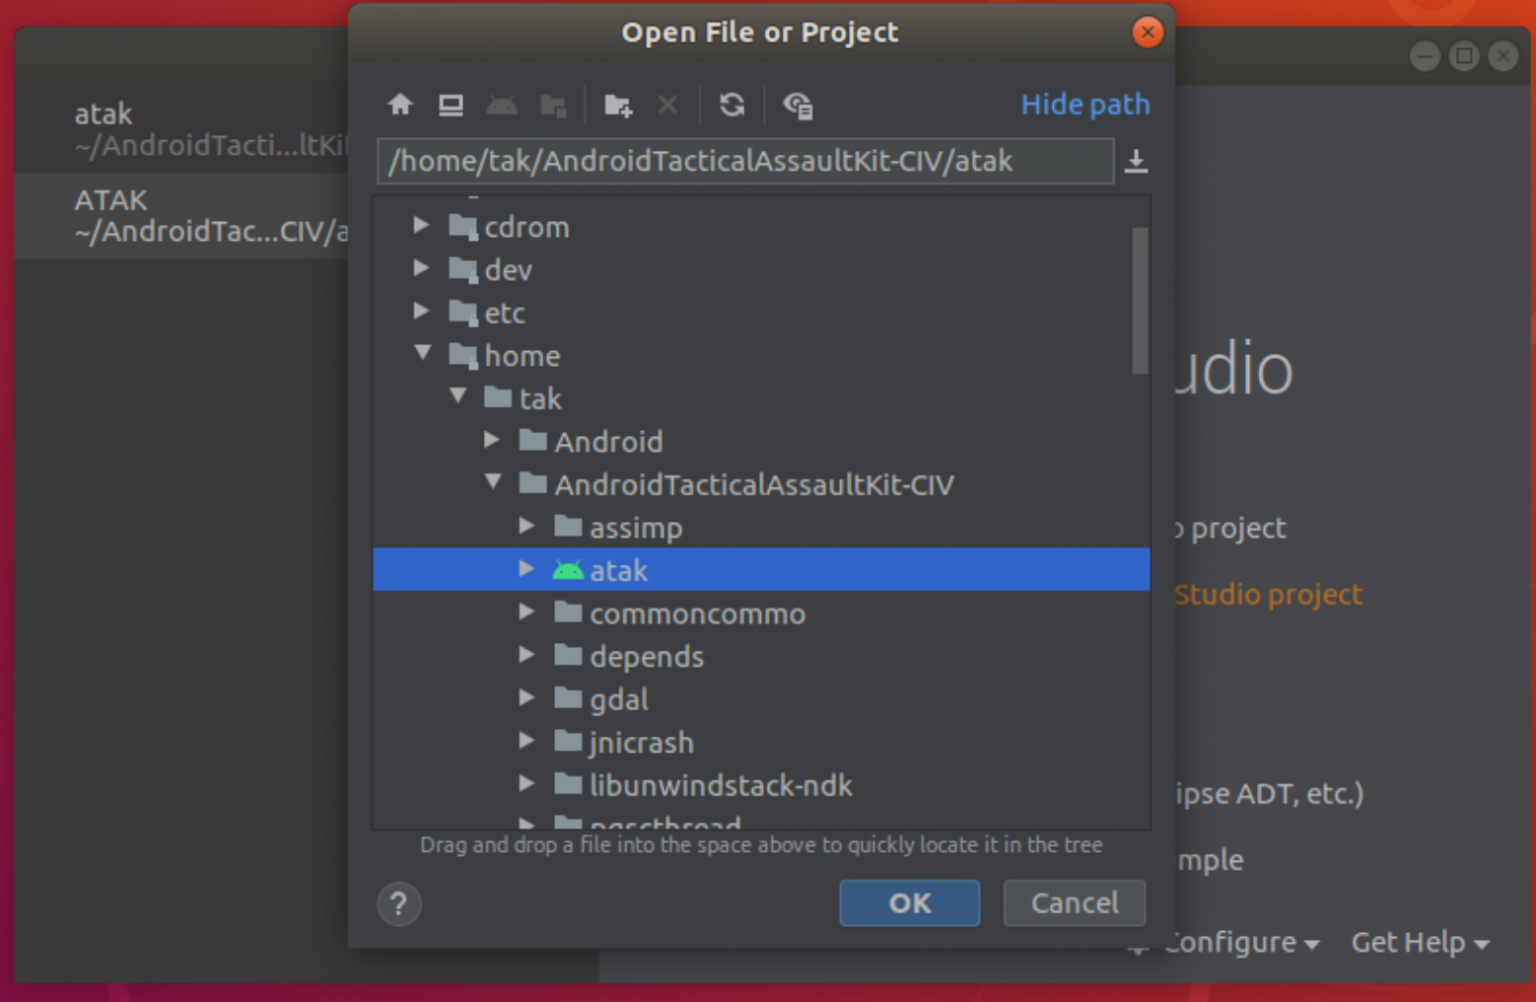 Open File or Project
atak
~/AndroidTacti...ltKi
ATAK
~/AndroidTac...CIV/a
Hide path
/home/tak/AndroidTacticalAssaultKit-CIV/atak
cdrom
dev
etc
home
tak
Android
AndroidTacticalAssaultKit-CIV
assimp
atak
commoncommo
depends
gdal
jnicrash
libunwindstack-ndk
Drag and drop a file into the space above to quickly locate it in the tree
?
OK
Cancel
udio
project
Studio project
ipse ADT, etc.)
mple
Configure
Get Help